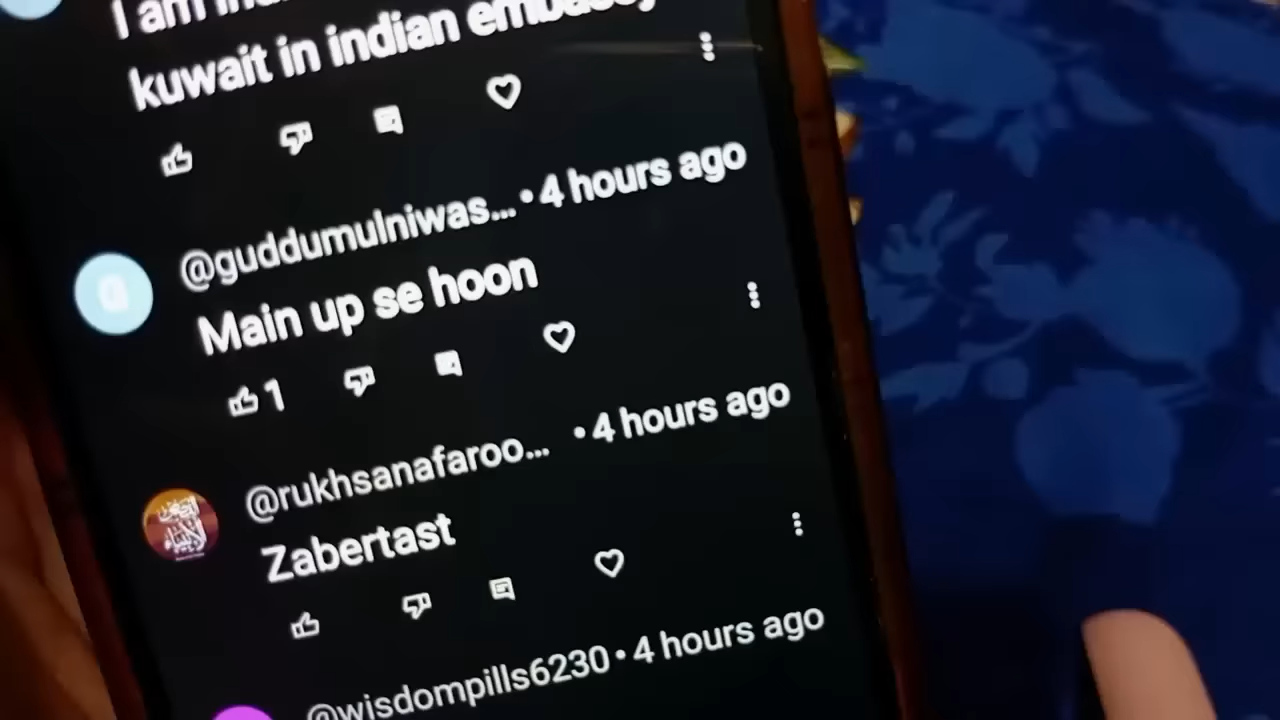 I am
kuwait in indian embassy
@guddumulniwas... • 4 hours ago
G
Main up se hoon
1
@rukhsanafaroo... • 4 hours ago
Zabertast
@wisdompills6230 • 4 hours ago